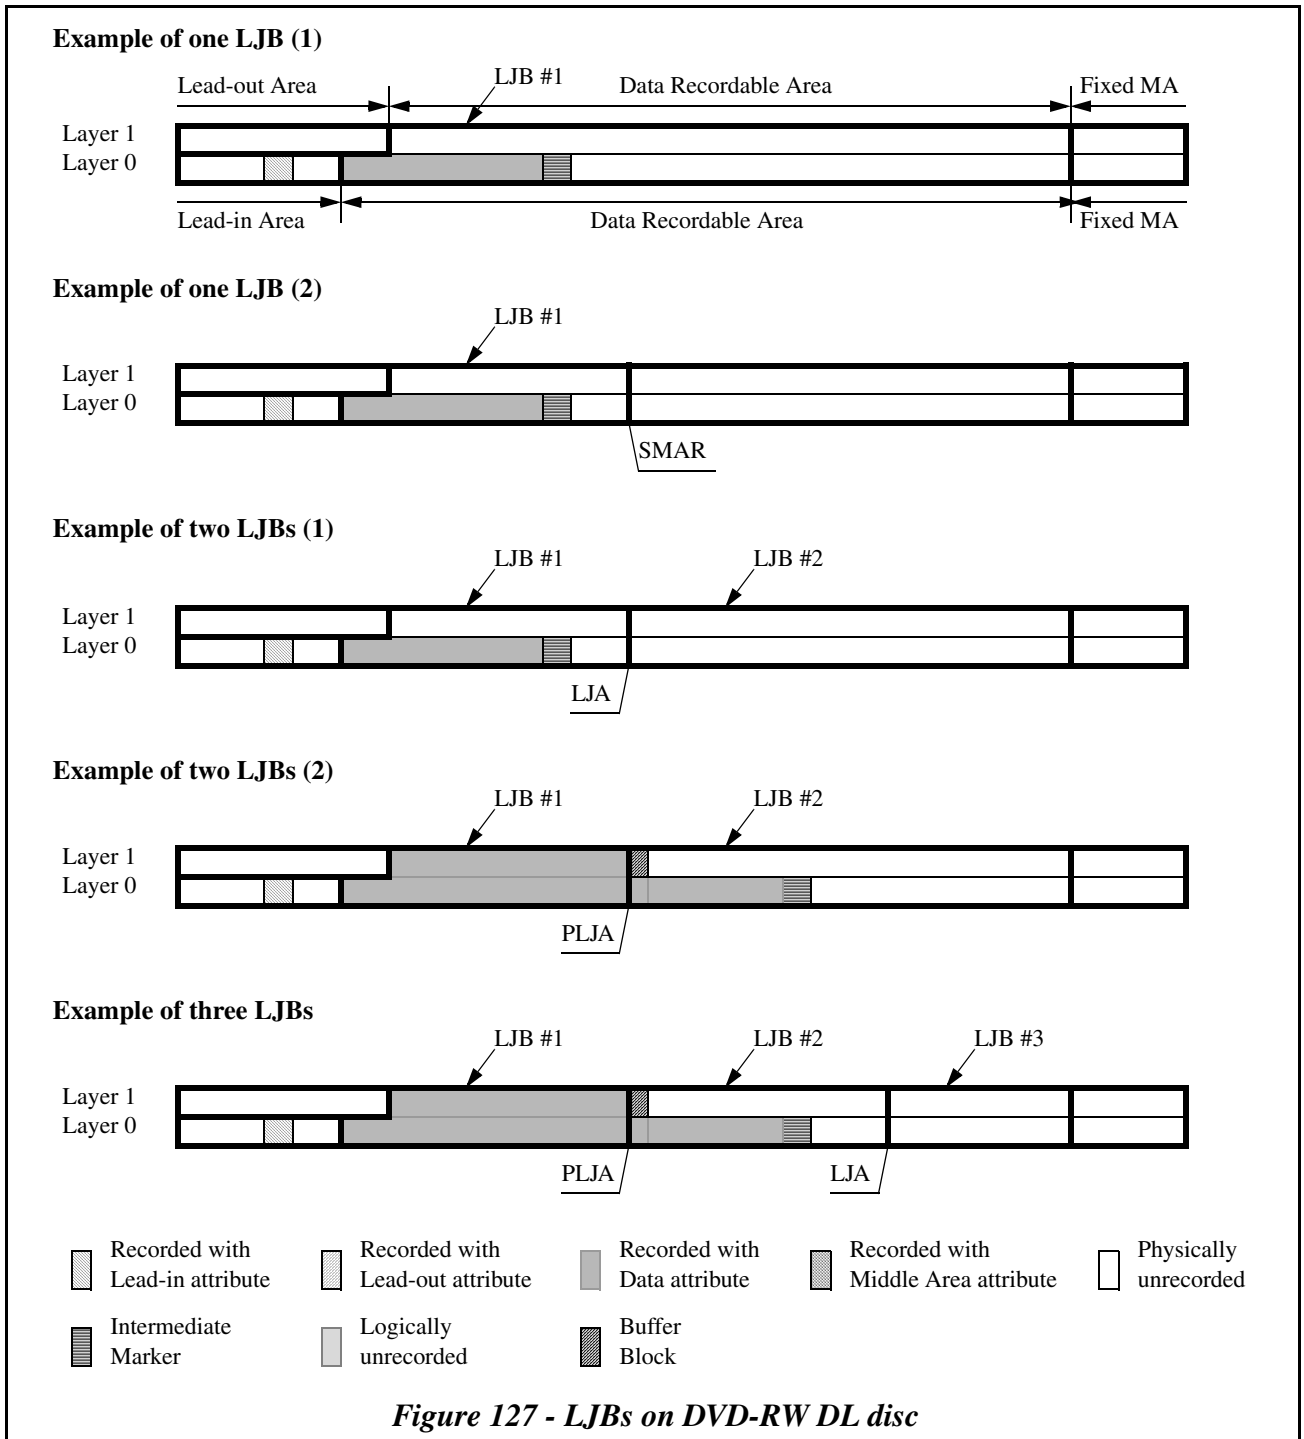 Example of one LJB (1)
LJB #1
Lead-out Area
Data Recordable Area
Fixed MA
Layer 1
Layer 0
Lead-in Area
Data Recordable Area
Fixed MA
Example of one LJB (2)
LJB #1
Layer 1
Layer 0
SMAR
Example of two LJBs (1)
LJB #1
LJB #2
Layer 1
Layer 0
LJA
Example of two LJBs (2)
LJB #1
LJB #2
Layer 1
Layer 0
PLJA
Example of three LJBs
LJB #1
LJB #2
LJB #3
Layer 1
Layer 0
PLJA
LJA
Recorded with
Lead-in attribute
Recorded with
Lead-out attribute
Recorded with
Data attribute
Recorded with
Middle Area attribute
Physically
unrecorded
Intermediate
Marker
Logically
unrecorded
Buffer
Block
Figure 127 - LJBs on DVD-RW DL disc